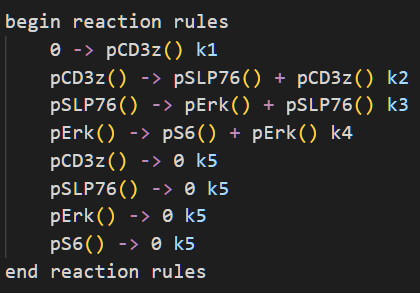 begin reaction rules
0 -> pCD3z() k1
pCD3z() -> pSLP76() + pCD3z() k2
pSLP76() -> pErk() + pSLP76() k3
pErk() -> pS6() + pErk() k4
pCD3z() -> 0 k5
pSLP76() -> 0 k5
pErk() -> 0 k5
pS6() -> 0 k5
end reaction rules